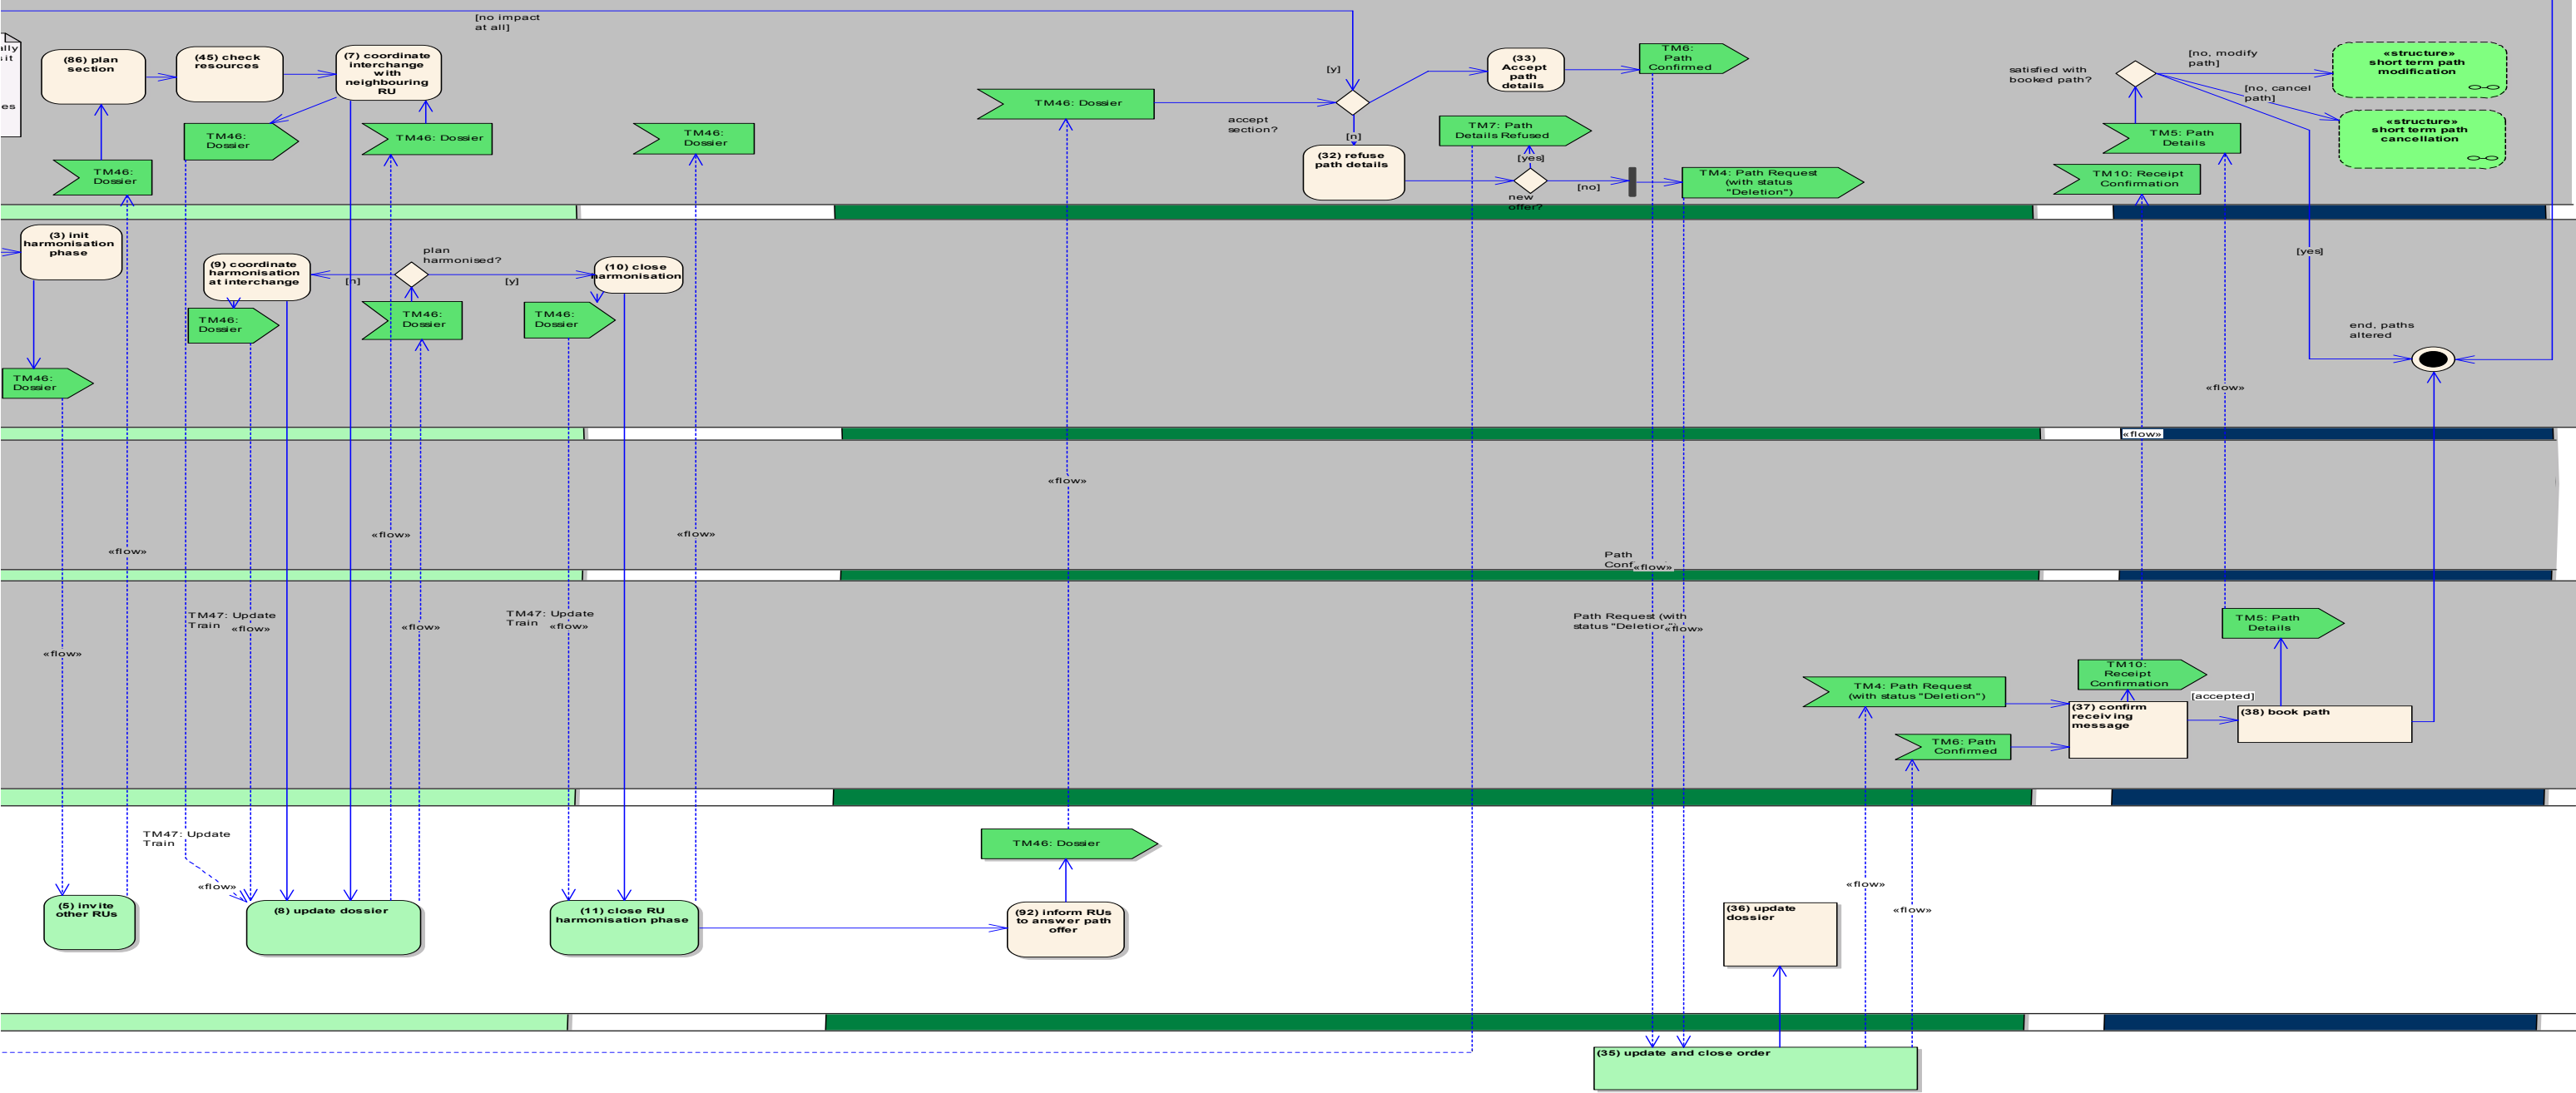 [no impact
at all]
ally
sit
es
(86) plan
section
(45) check
resources
(7) coordinate
interchange
with
neighbouring
RU
TM46:
Dossier
TM46:
Dossier
TM46: Dossier
TM46:
Dossier
TM46: Dossier
accept
section?
[y]
[n]
(32) refuse
path details
(33)
Accept
path
details
TM6:
Path
Confirmed
TM7: Path
Details Refused
[yes]
new
offer?
[no]
TM4: Path Request
(with status
"Deletion")
satisfied with
booked path?
[no, modify
path]
[no, cancel
path]
«structure»
short term path
modification
«structure»
short term path
cancellation
TM5: Path
Details
TM10: Receipt
Confirmation
(3) init
harmonisation
phase
TM46:
Dossier
(9) coordinate
harmonisation
at interchange
[n]
plan
harmonised?
[y]
(10) close
harmonisation
TM46:
Dossier
TM46:
Dossier
TM46:
Dossier
[yes]
end, paths
altered
«flow»
«flow»
«flow»
«flow»
«flow»
«flow»
Path
Conf
«flow»
TM47: Update
Train
«flow»
«flow»
TM47: Update
Train
«flow»
Path Request (with
status "Deletion"
«flow»
«flow»
TM5: Path
Details
TM10:
Receipt
Confirmation
[accepted]
TM4: Path Request
(with status "Deletion")
(37) confirm
receiving
message
(38) book path
TM6: Path
Confirmed
TM47: Update
Train
«flow»
TM46: Dossier
«flow»
«flow»
(5) invite
other RUs
(8) update dossier
(11) close RU
harmonisation phase
(92) inform RUs
to answer path
offer
(36) update
dossier
(35) update and close order